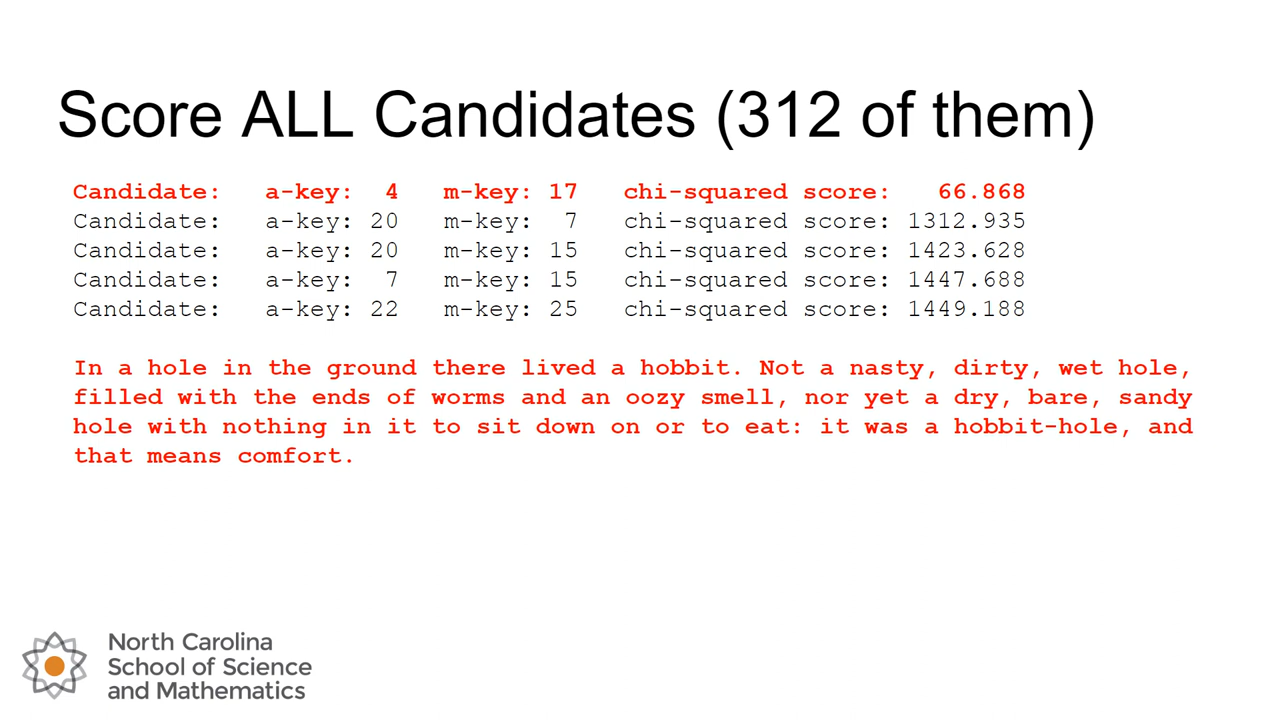 Score ALL Candidates (312 of them)
Candidate: a-key: 4 m-key: 17 chi-squared score: 66.868
Candidate: a-key: 20 m-key: 7 chi-squared score: 1312.935
Candidate: a-key: 20 m-key: 15 chi-squared score: 1423.628
Candidate: a-key: 7 m-key: 15 chi-squared score: 1447.688
Candidate: a-key: 22 m-key: 25 chi-squared score: 1449.188
In a hole in the ground there lived a hobbit. Not a nasty, dirty, wet hole,
filled with the ends of worms and an oozy smell, nor yet a dry, bare, sandy
hole with nothing in it to sit down on or to eat: it was a hobbit-hole, and
that means comfort.
North Carolina
School of Science
and Mathematics